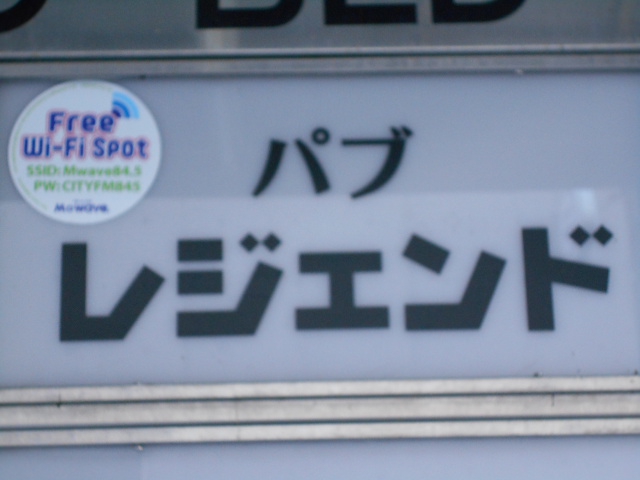 Free
Wi-Fi Spot
SSID: Mwave84.5
PW: CITYFM845
パブ
レジェンド